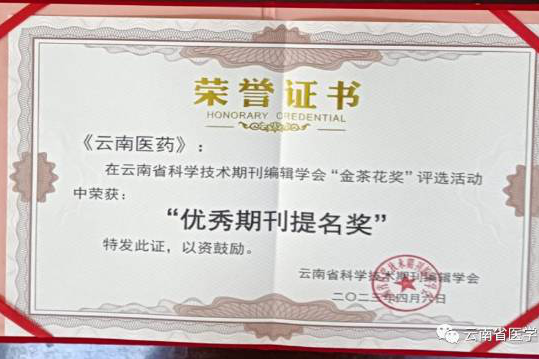 荣誉证书
HONORARY CREDENTIAL
《云南医药》:
在云南省科学技术期刊编辑学会“金茶花奖”评选活动
中荣获:
“优秀期刊提名奖”
特发此证,以资鼓励。
云南省科学技术期刊编辑学会
二〇二三年四月六日
云南省医学